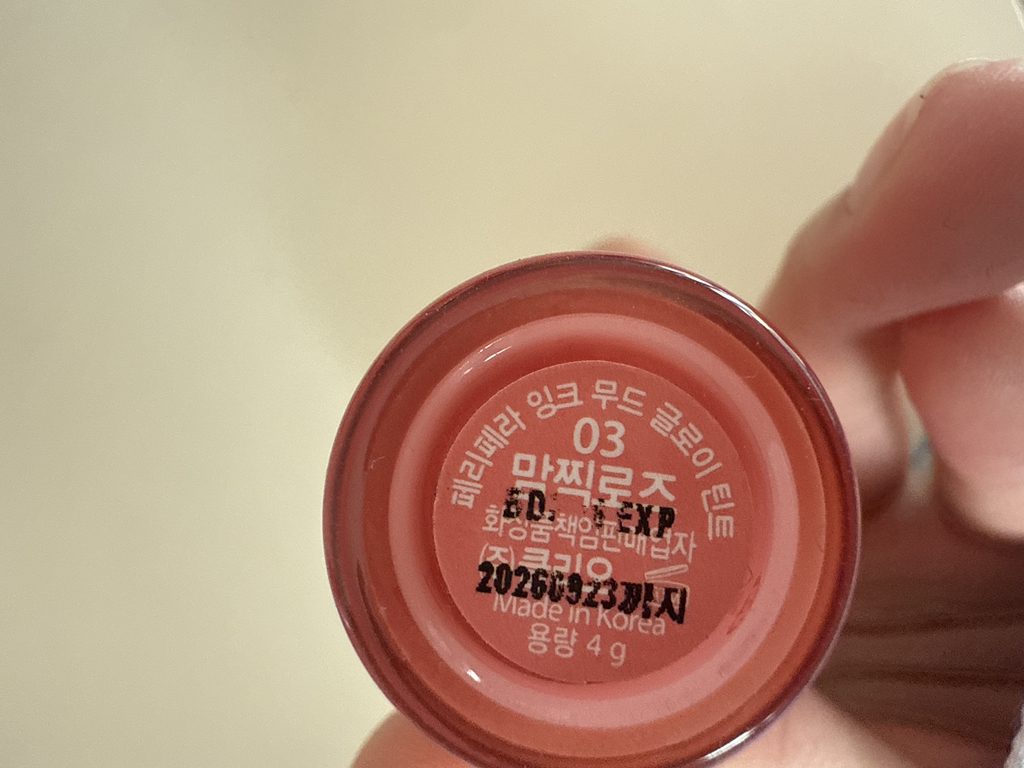 페리페라 잉크 무드 글로이 틴트
03
맘찍로즈
EXP
화장품책임판매업자
(주)클리오
20260923까지
Made in Korea
용량 4 g